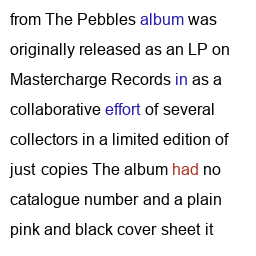 from The Pebbles album was
originally released as an LP on
Mastercharge Records in as a
collaborative effort of several
collectors in a limited edition of
just copies The album had no
catalogue number and a plain
pink and black cover sheet it